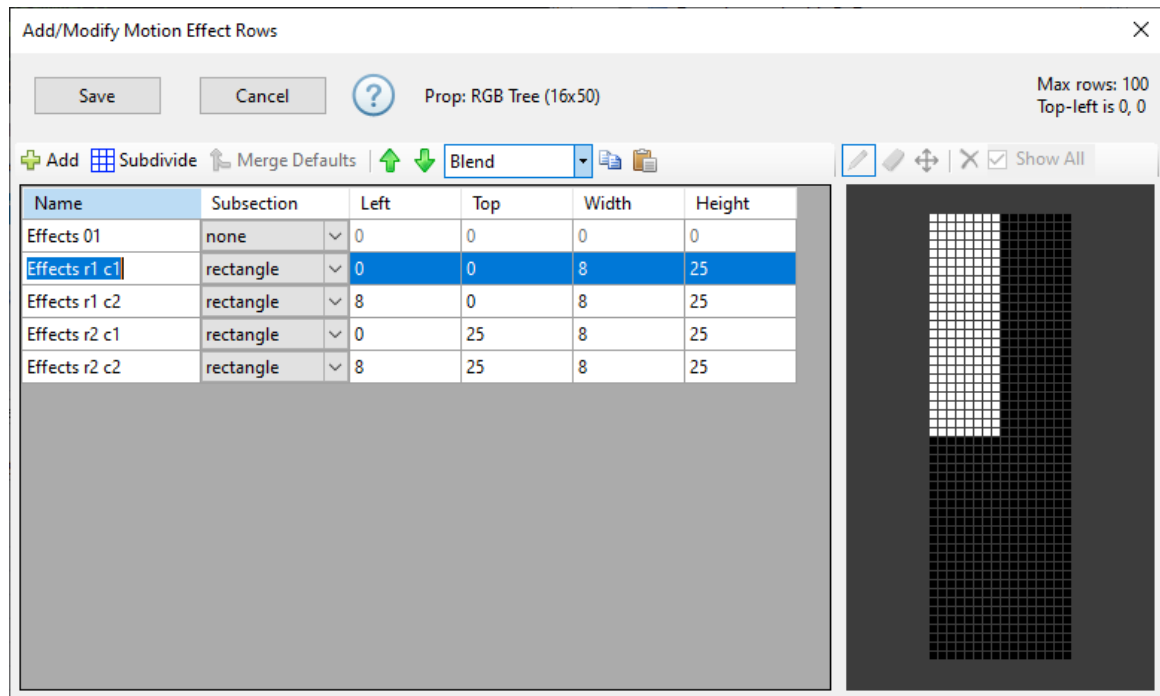 Add/Modify Motion Effect Rows
Save Cancel ? Prop: RGB Tree (16x50) Max rows: 100
Top-left is 0, 0
Add Subdivide Merge Defaults Blend Show All
Name Subsection Left Top Width Height
Effects 01 none 0 0 0 0
Effects r1 c1 rectangle 0 0 8 25
Effects r1 c2 rectangle 8 0 8 25
Effects r2 c1 rectangle 0 25 8 25
Effects r2 c2 rectangle 8 25 8 25